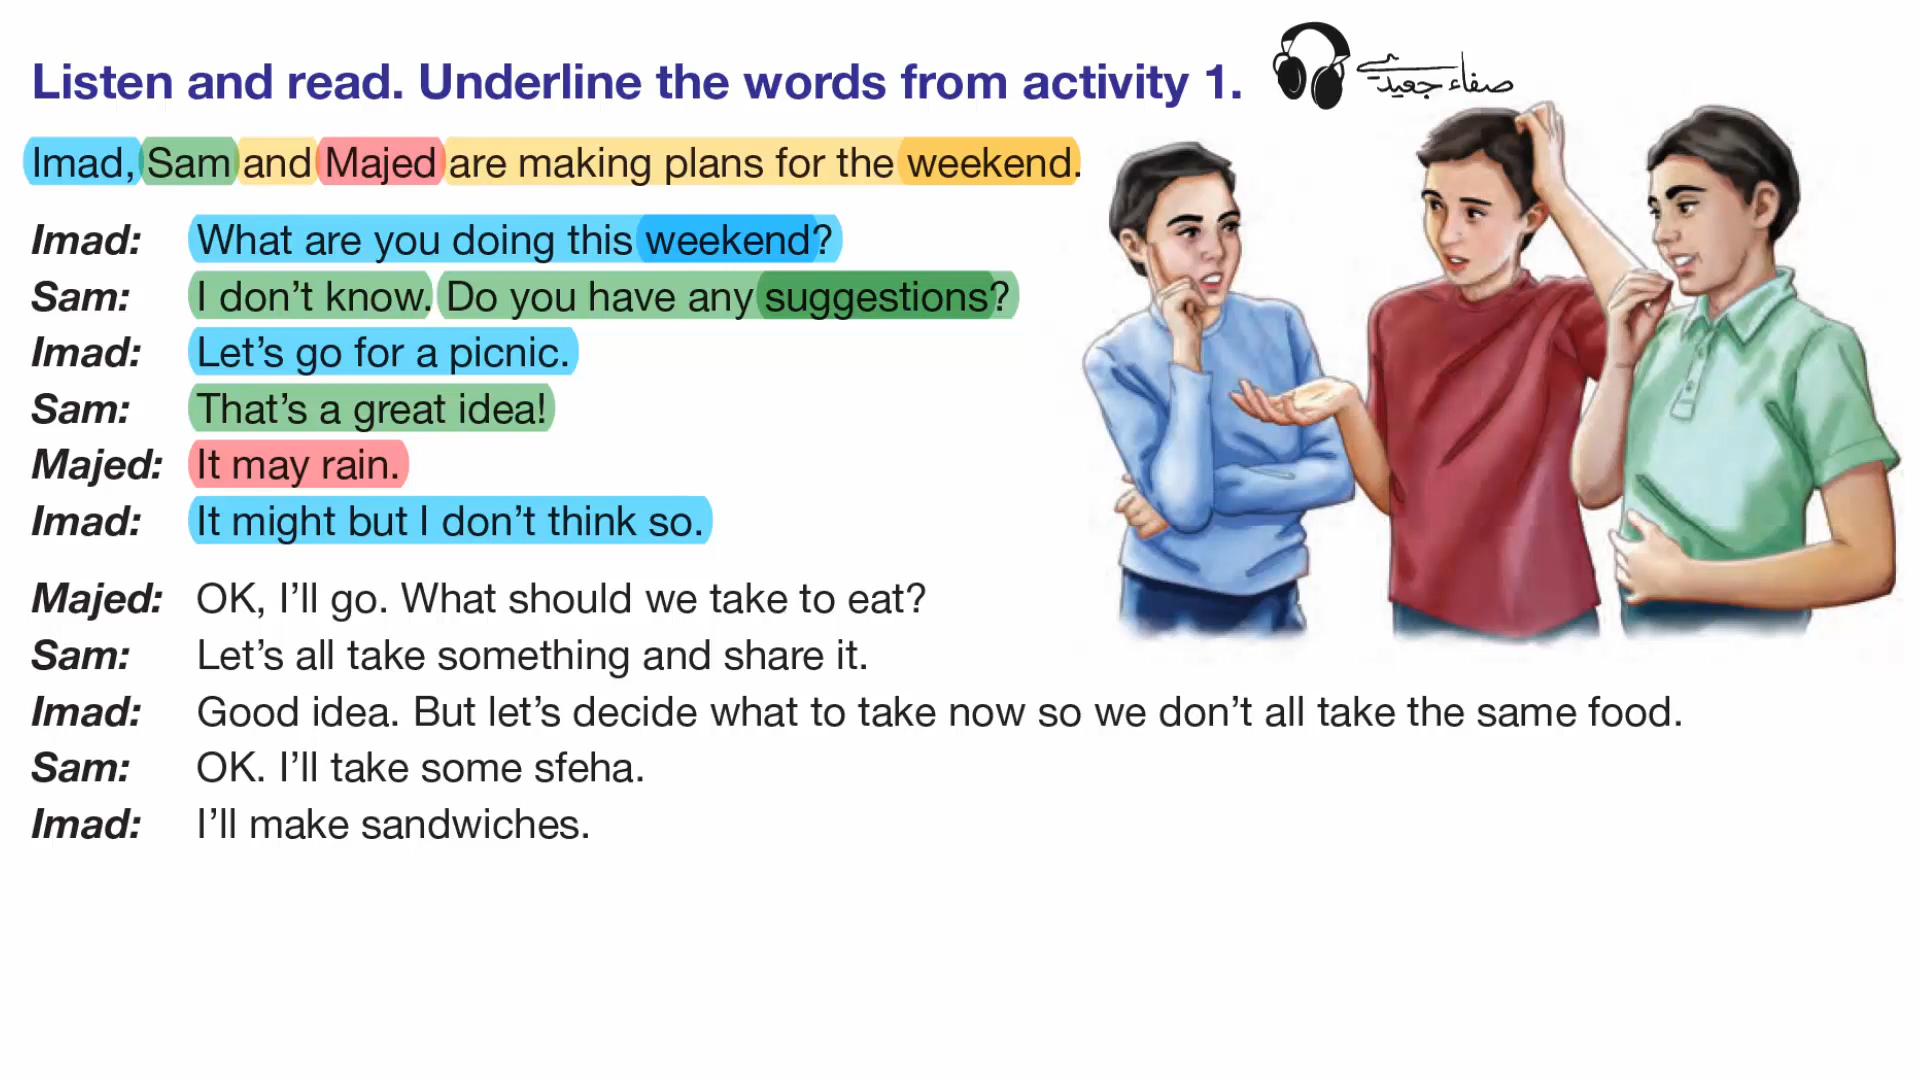 Listen and read. Underline the words from activity 1.
صفاء جعيدي
Imad, Sam and Majed are making plans for the weekend.
Imad: What are you doing this weekend?
Sam: I don’t know. Do you have any suggestions?
Imad: Let’s go for a picnic.
Sam: That’s a great idea!
Majed: It may rain.
Imad: It might but I don’t think so.
Majed: OK, I’ll go. What should we take to eat?
Sam: Let’s all take something and share it.
Imad: Good idea. But let’s decide what to take now so we don’t all take the same food.
Sam: OK. I’ll take some sfeha.
Imad: I’ll make sandwiches.